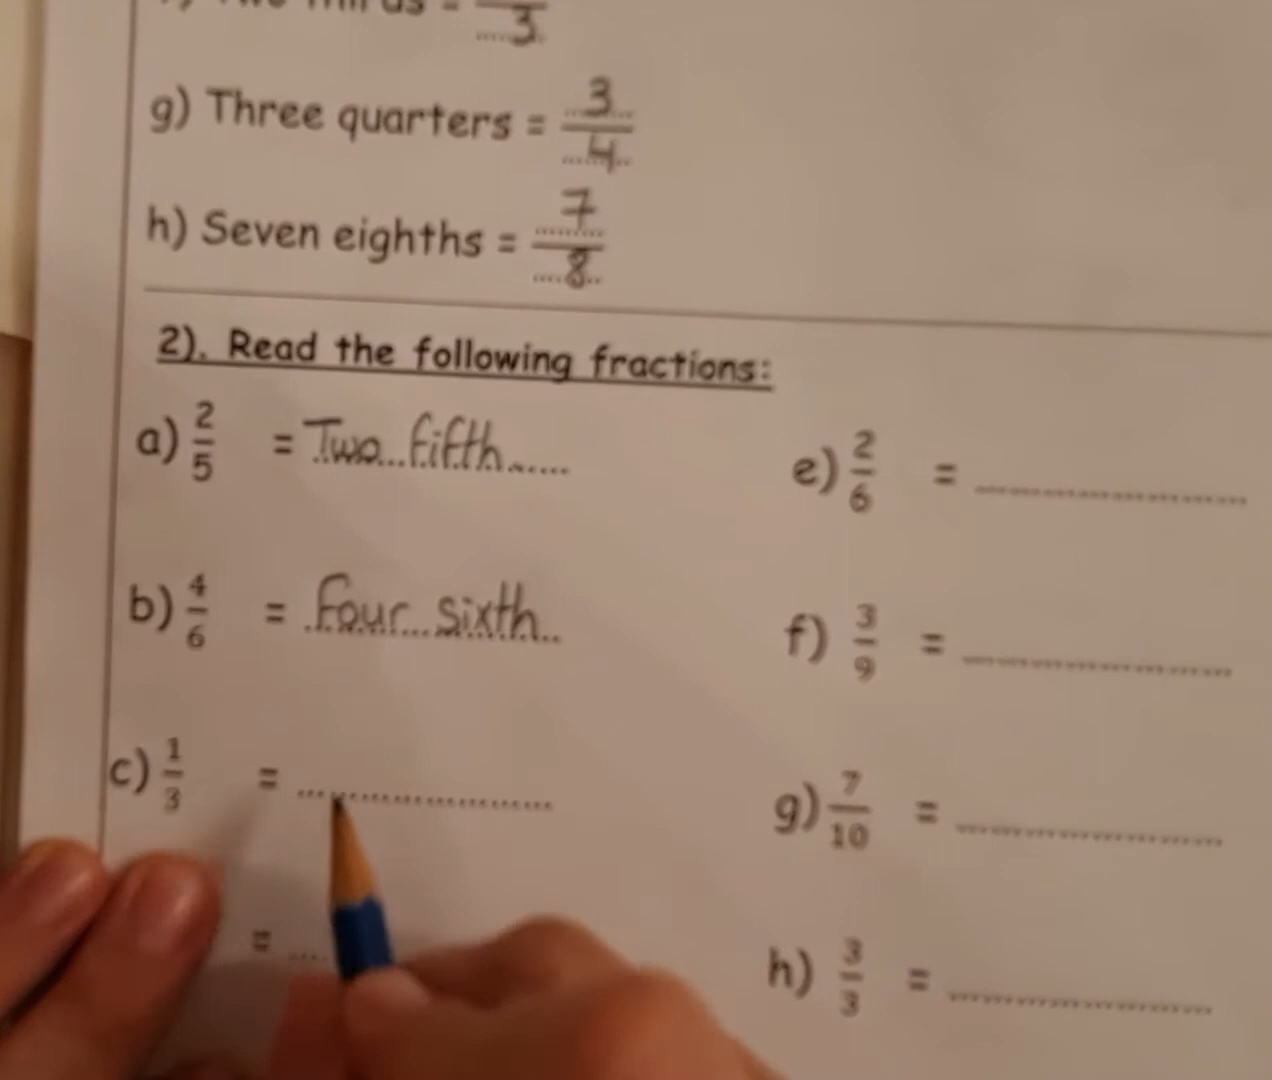 = 3
g) Three quarters = 3/4
h) Seven eighths = 7/8
2). Read the following fractions:
a) 2/5 = Two fifth
e) 2/6 =
b) 4/6 = Four sixth
f) 3/9 =
c) 1/3 =
g) 7/10 =
=
h) 3/3 =